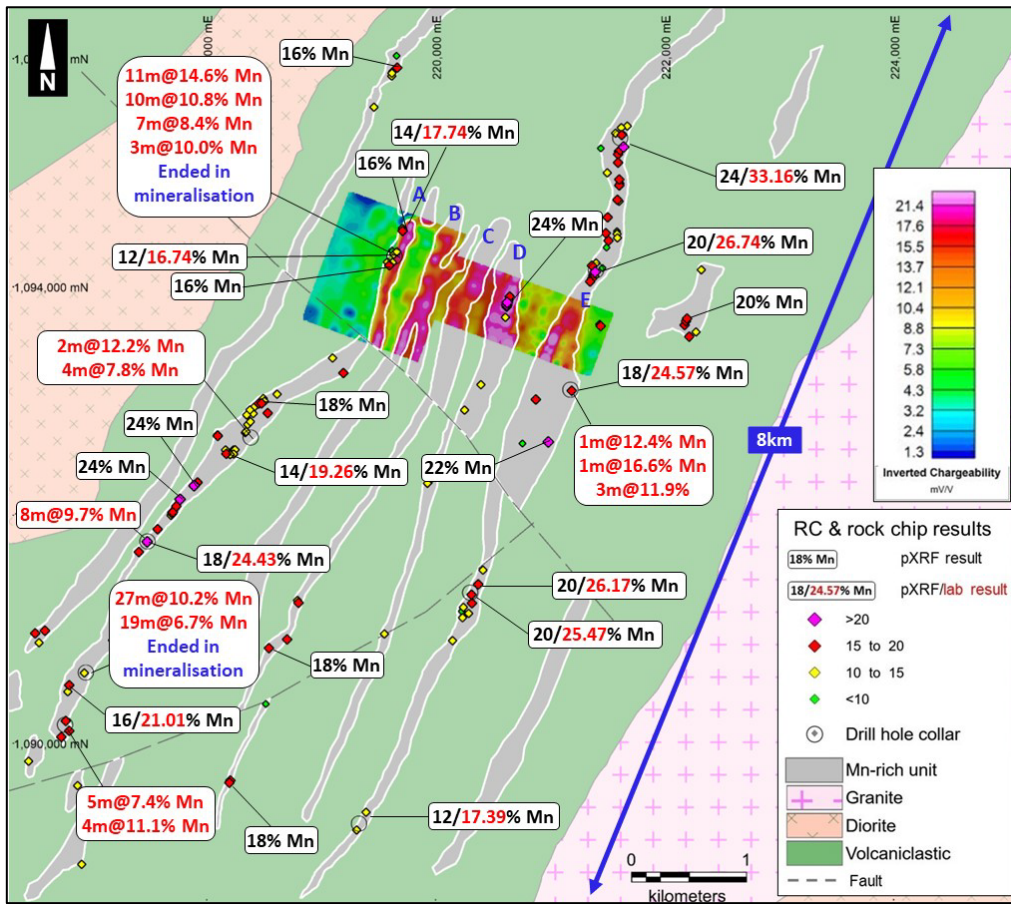 N
1,0
mN
,000 mE
220,000 mE
222,000 mE
224,000 mE
16% Mn
11m@14.6% Mn
10m@10.8% Mn
7m@8.4% Mn
3m@10.0% Mn
Ended in
mineralisation
14/17.74% Mn
16% Mn
A
B
C
D
E
24% Mn
24/33.16% Mn
20/26.74% Mn
12/16.74% Mn
16% Mn
1,094,000 mN
20% Mn
2m@12.2% Mn
4m@7.8% Mn
18% Mn
18/24.57% Mn
24% Mn
24% Mn
14/19.26% Mn
22% Mn
1m@12.4% Mn
1m@16.6% Mn
3m@11.9%
8km
8m@9.7% Mn
18/24.43% Mn
27m@10.2% Mn
19m@6.7% Mn
Ended in
mineralisation
20/26.17% Mn
20/25.47% Mn
18% Mn
16/21.01% Mn
1,090,000 mN
5m@7.4% Mn
4m@11.1% Mn
18% Mn
12/17.39% Mn
0 1
kilometers
21.4
17.6
15.5
13.7
12.1
10.4
8.8
7.3
5.8
4.3
2.4
1.3
Inverted Chargeability
mV/V
RC & rock chip results
18% Mn pXRF result
18/24.57% Mn pXRF/lab result
>20
15 to 20
10 to 15
<10
Drill hole collar
Mn-rich unit
Granite
Diorite
Volcaniclastic
Fault